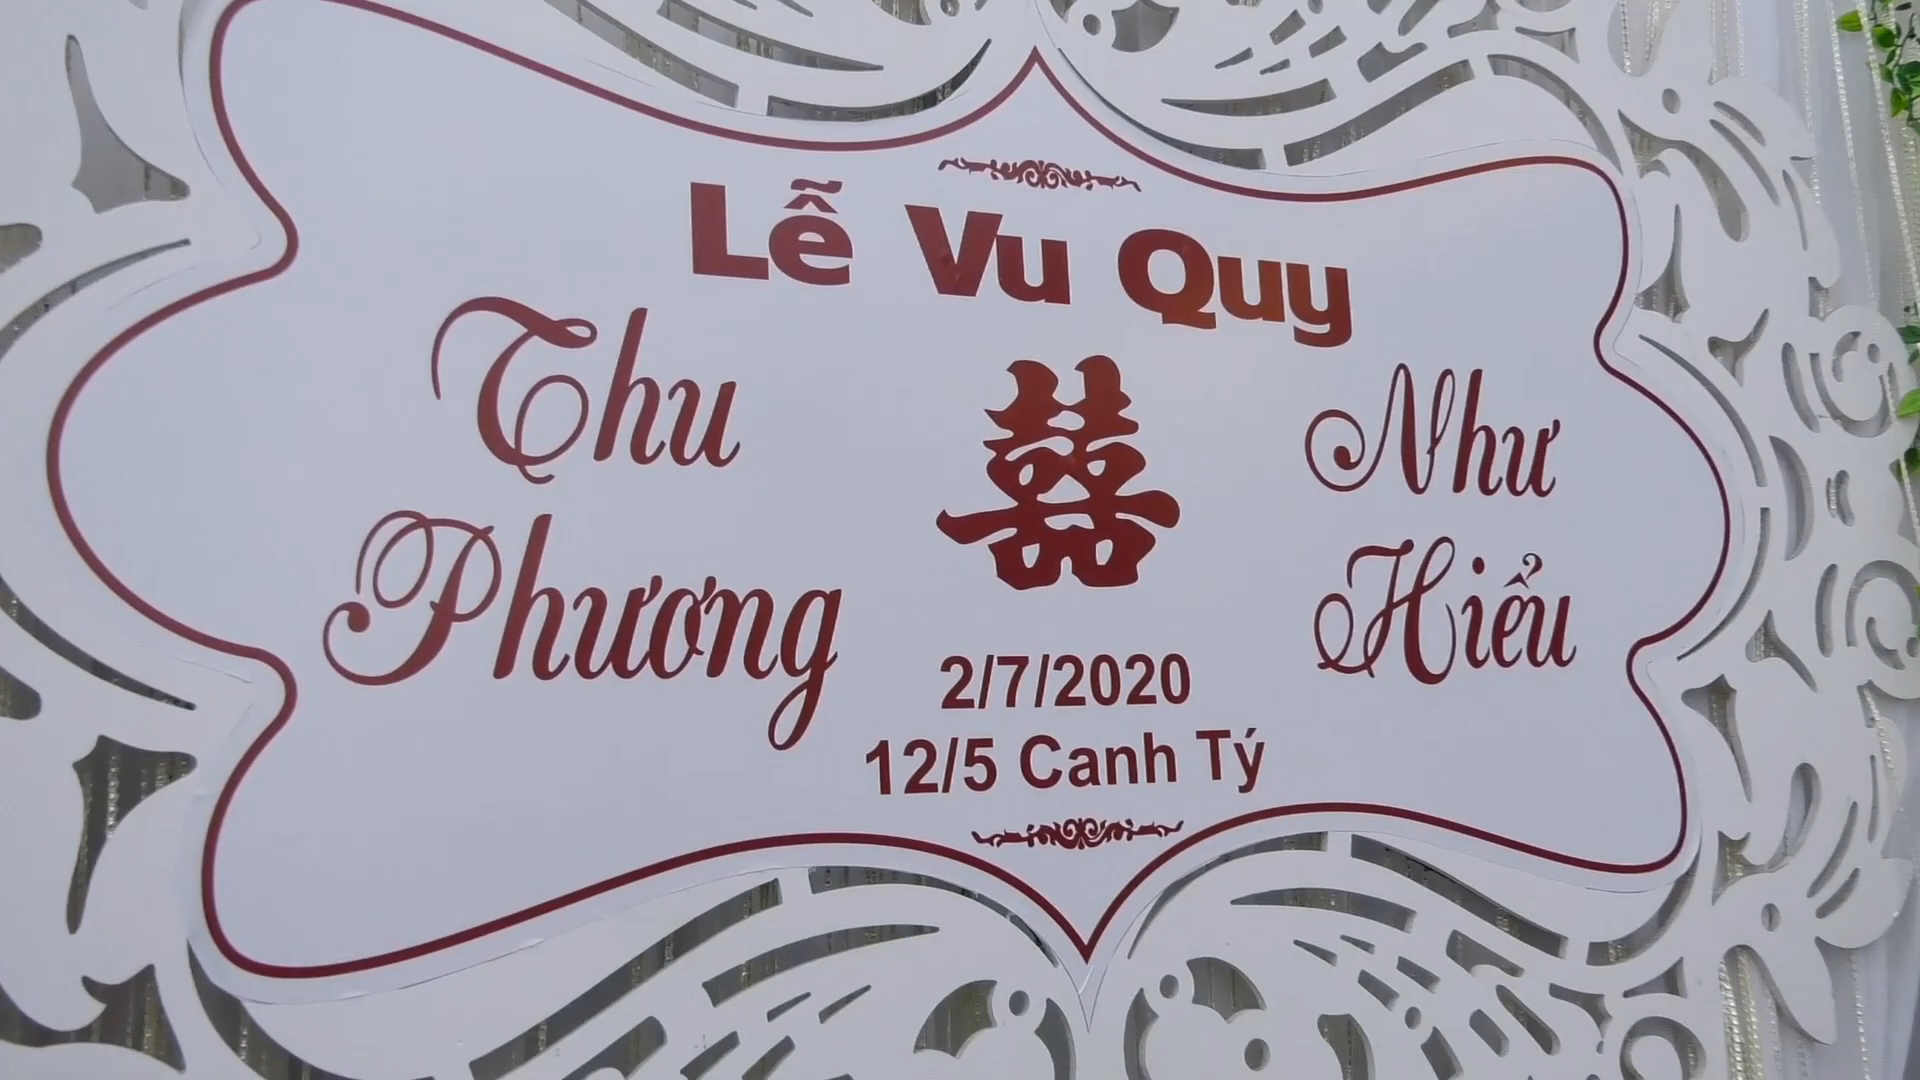 Lễ Vu Quy
Thu
Phương
囍
Như
Hiểu
2/7/2020
12/5 Canh Tý